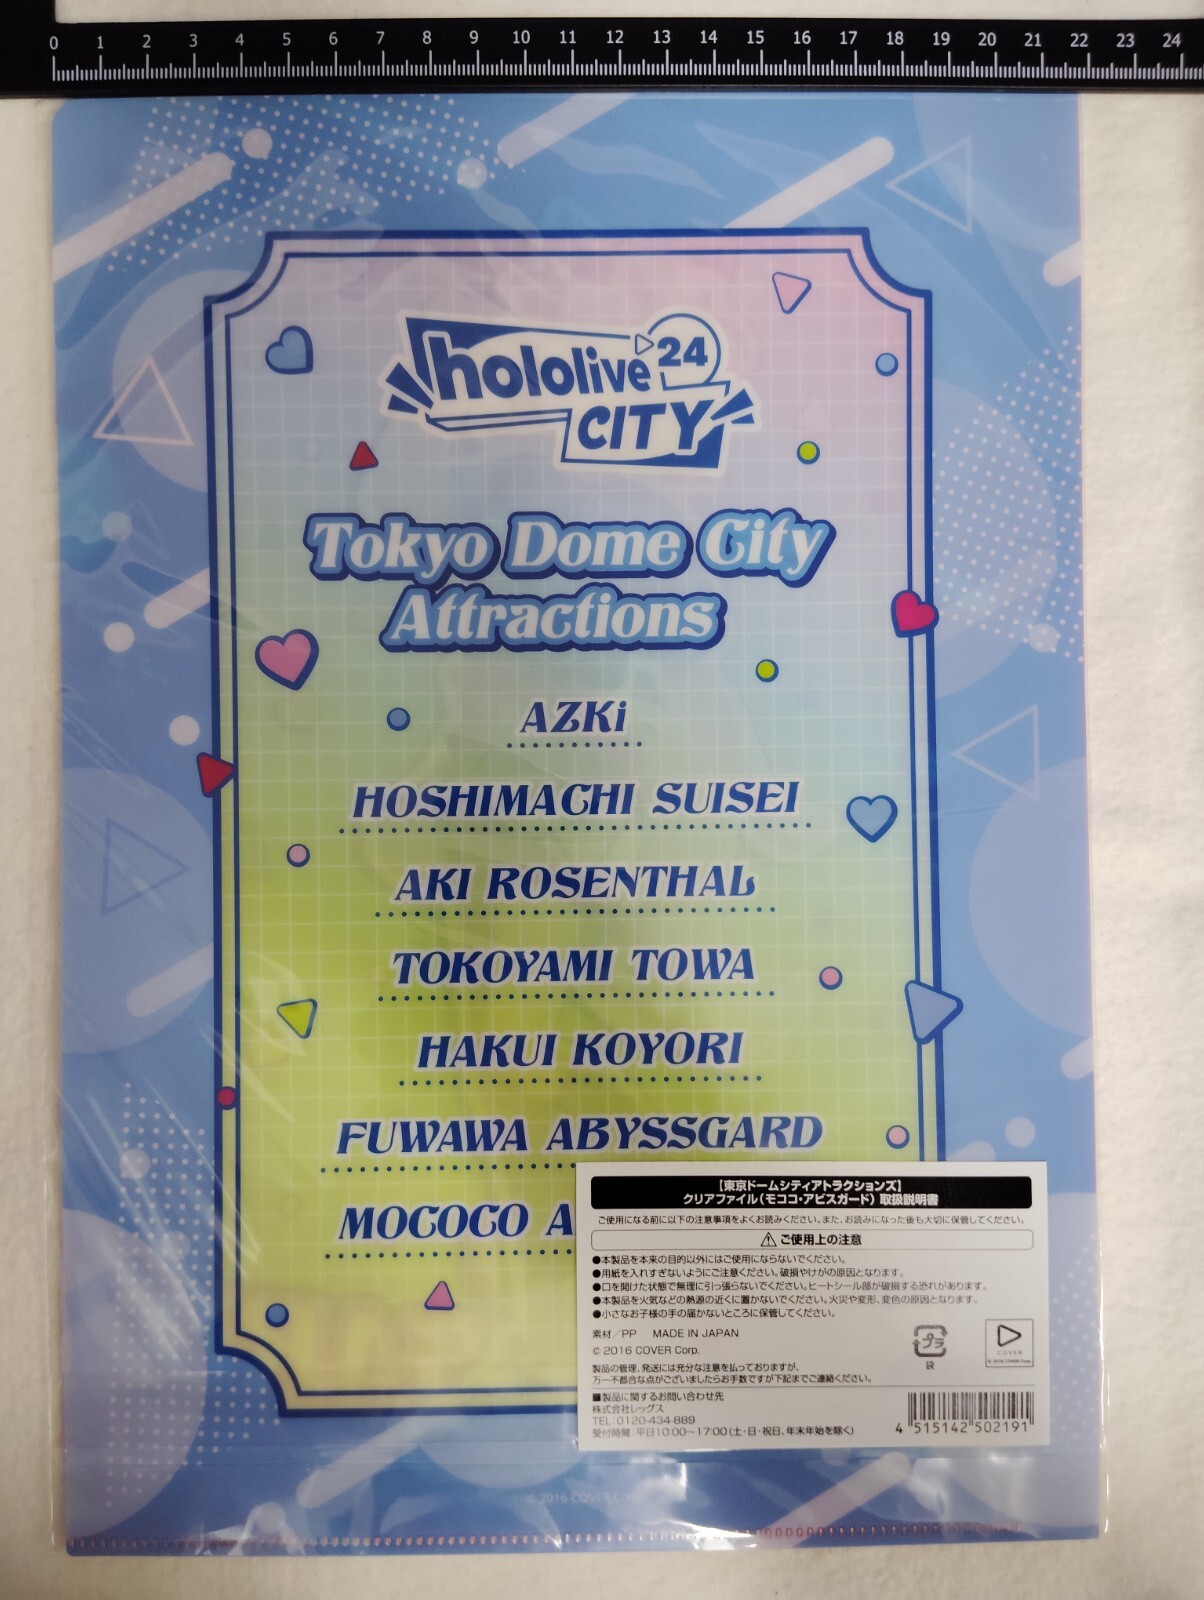 0 1 2 3 4 5 6 7 8 9 10 11 12 13 14 15 16 17 18 19 20 21 22 23 24
hololive 24
CITY
Tokyo Dome City
Attractions
AZKi
HOSHIMACHI SUISEI
AKI ROSENTHAL
TOKOYAMI TOWA
HAKUI KOYORI
FUWAWA ABYSSGARD
MOCOCO A
【東京ドームシティアトラクションズ】
クリアファイル(モココ・アビスガード) 取扱説明書
ご使用になる前に以下の注意事項をよくお読みください。また、お読みになった後も大切に保管してください。
ご使用上の注意
●本製品を本来の目的以外にはご使用にならないでください。
●用紙を入れすぎないようにご注意ください。破損やけがの原因となります。
●口を開けた状態で無理に引っ張らないでください。ヒートシール部が破損する恐れがあります。
●本製品を火気などの熱源の近くに置かないでください。火災や変形、変色の原因となります。
●小さなお子様の手の届かないところに保管してください。
素材/PP MADE IN JAPAN
© 2016 COVER Corp.
プラ
袋
COVER
© 2016 COVER Corp.
製品の管理、発送には充分な注意を払っておりますが、
万一不都合な点がございましたらお手数ですが下記までご連絡ください。
■製品に関するお問い合わせ先
株式会社レッグス
TEL:0120-434-889
受付時間:平日10:00～17:00(土・日・祝日、年末年始を除く)
4 515142 502191
© 2016 COVER Corp.